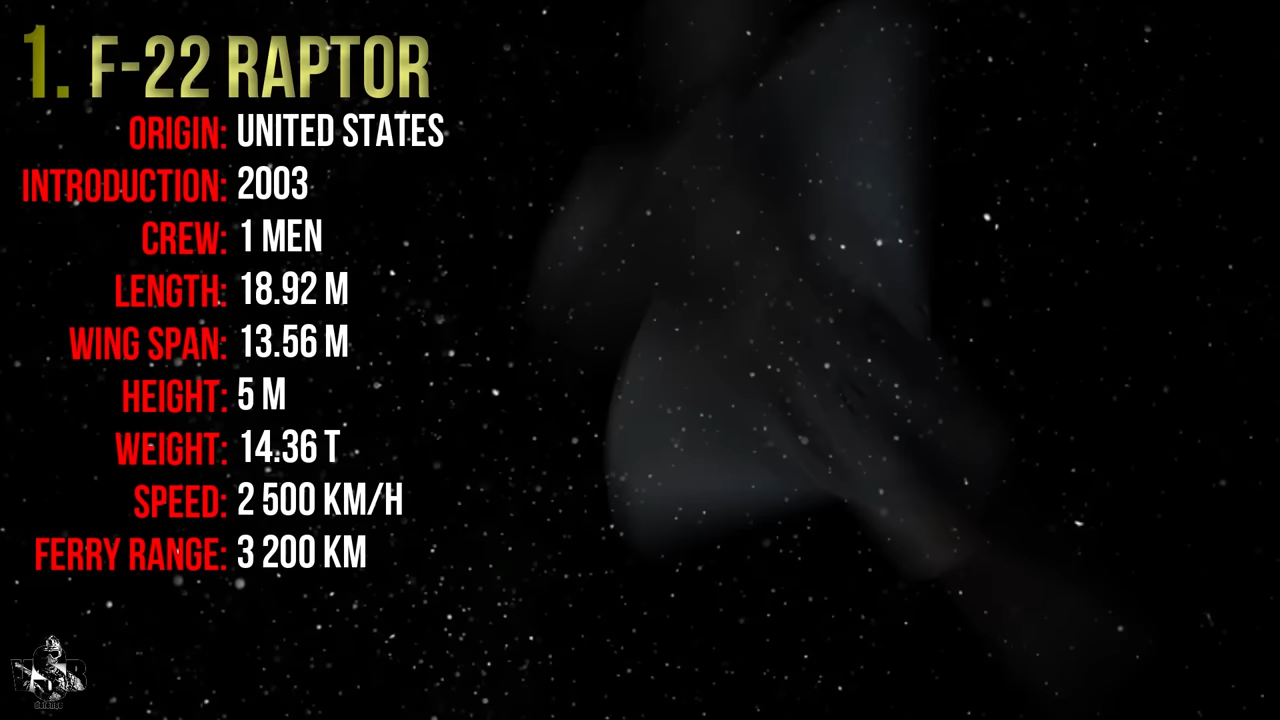 1. F-22 RAPTOR
ORIGIN: UNITED STATES
INTRODUCTION: 2003
CREW: 1 MEN
LENGTH: 18.92 M
WING SPAN: 13.56 M
HEIGHT: 5 M
WEIGHT: 14.36 T
SPEED: 2 500 KM/H
FERRY RANGE: 3 200 KM